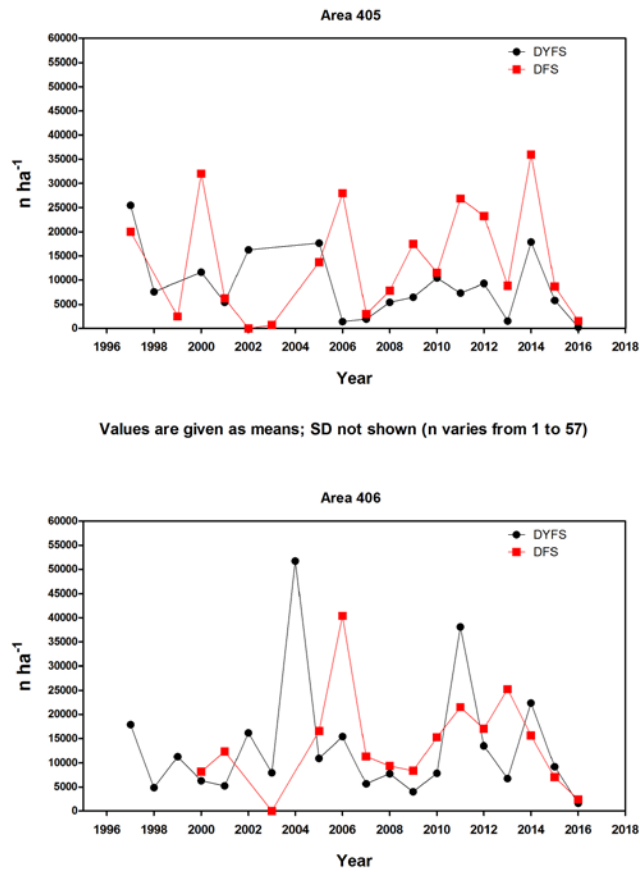 Area 405
60000
55000
50000
45000
40000
35000
30000
25000
20000
15000
10000
5000
0
n ha-1
DYFS
DFS
1996 1998 2000 2002 2004 2006 2008 2010 2012 2014 2016 2018
Year
Values are given as means; SD not shown (n varies from 1 to 57)
Area 406
60000
55000
50000
45000
40000
35000
30000
25000
20000
15000
10000
5000
0
n ha-1
DYFS
DFS
1996 1998 2000 2002 2004 2006 2008 2010 2012 2014 2016 2018
Year